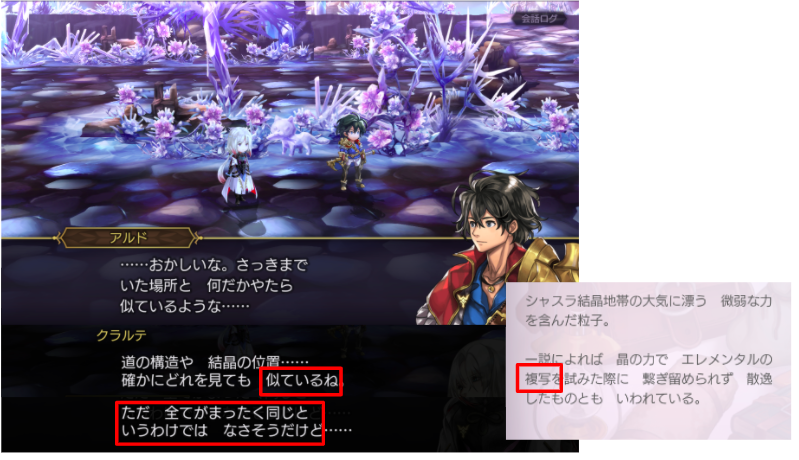 会話ログ
アルド
……おかしいな。さっきまで
いた場所と　何だかやたら
似ているような……
クラルテ
道の構造や　結晶の位置……
確かにどれを見ても　似ているね。
ただ　全てがまったく同じと
いうわけでは　なさそうだけど……
シャスラ結晶地帯の大気に漂う　微弱な力
を含んだ粒子。
一説によれば　晶の力で　エレメンタルの
複写を試みた際に　繋ぎ留められず　散逸
したものとも　いわれている。